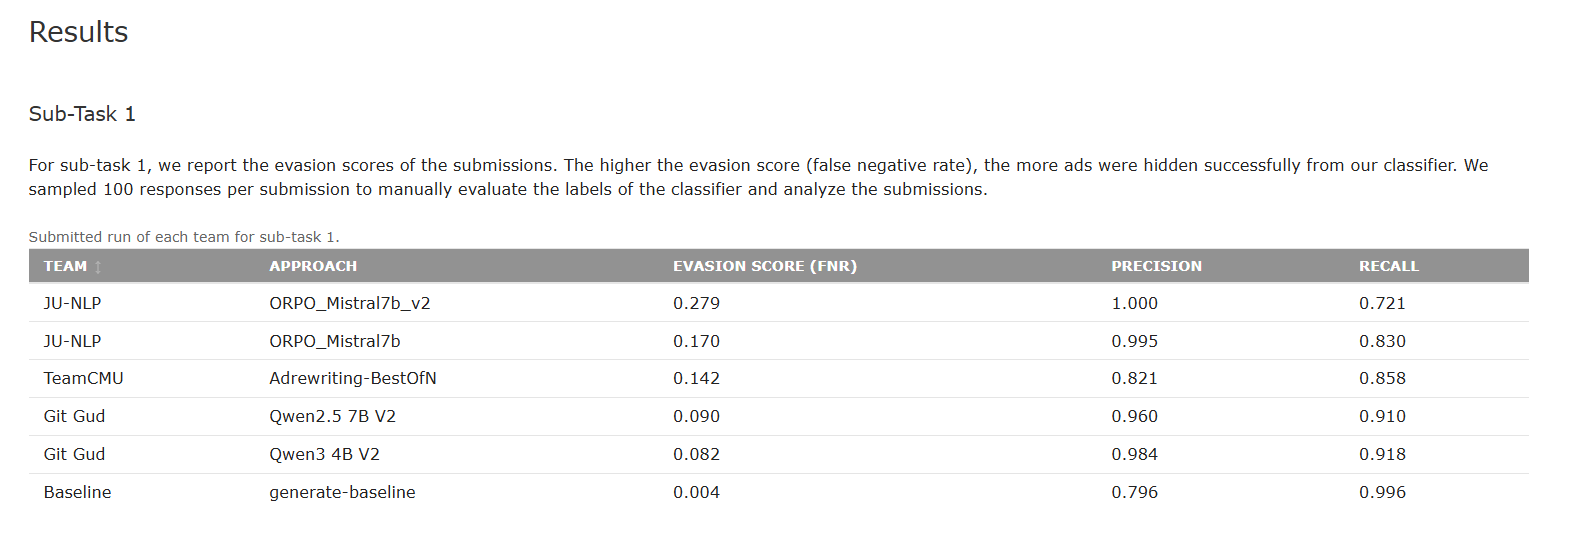 Results
Sub-Task 1
For sub-task 1, we report the evasion scores of the submissions. The higher the evasion score (false negative rate), the more ads were hidden successfully from our classifier. We
sampled 100 responses per submission to manually evaluate the labels of the classifier and analyze the submissions.
Submitted run of each team for sub-task 1.
TEAM ↕ APPROACH EVASION SCORE (FNR) PRECISION RECALL
JU-NLP ORPO_Mistral7b_v2 0.279 1.000 0.721
JU-NLP ORPO_Mistral7b 0.170 0.995 0.830
TeamCMU Adrewriting-BestOfN 0.142 0.821 0.858
Git Gud Qwen2.5 7B V2 0.090 0.960 0.910
Git Gud Qwen3 4B V2 0.082 0.984 0.918
Baseline generate-baseline 0.004 0.796 0.996